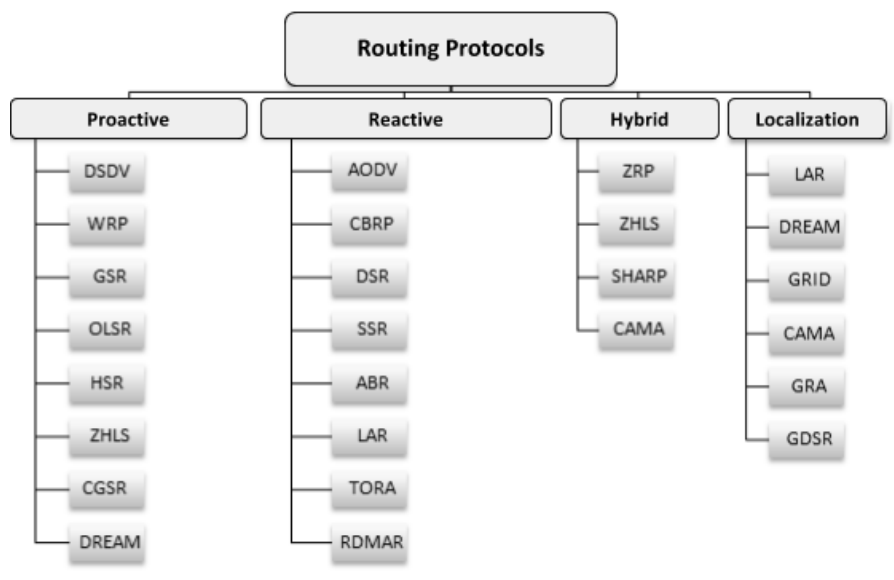 Routing Protocols
Proactive
DSDV
WRP
GSR
OLSR
HSR
ZHLS
CGSR
DREAM
Reactive
AODV
CBRP
DSR
SSR
ABR
LAR
TORA
RDMAR
Hybrid
ZRP
ZHLS
SHARP
CAMA
Localization
LAR
DREAM
GRID
CAMA
GRA
GDSR